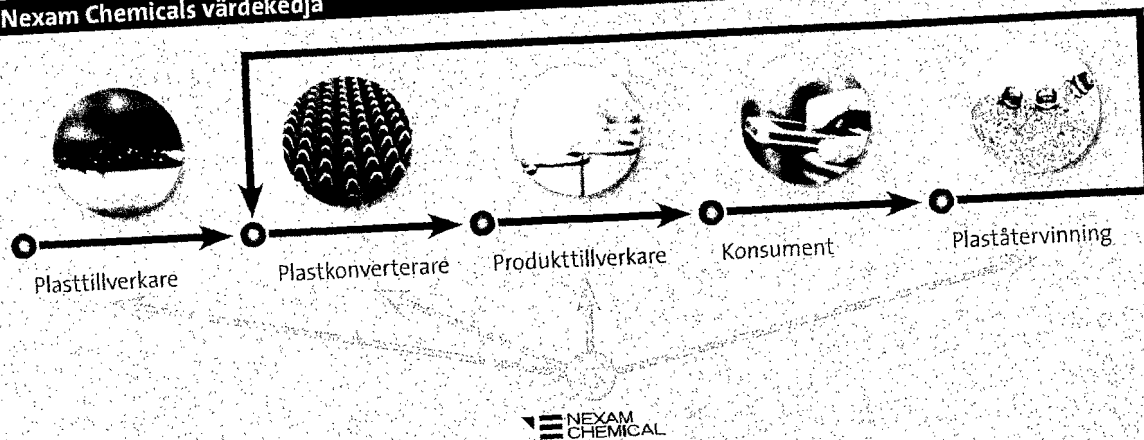 Nexam Chemicals värdekedja
Plasttillverkare
Plastkonverterare
Produkttillverkare
Konsument
Plaståtervinning
NEXAM
CHEMICAL